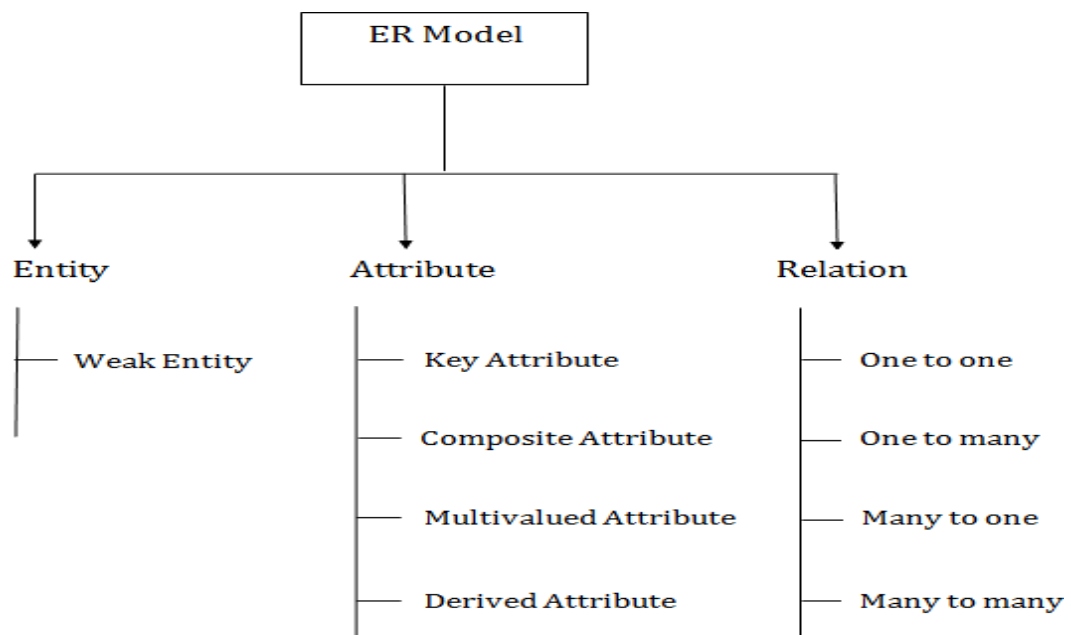 ER Model
Entity
Attribute
Relation
Weak Entity
Key Attribute
One to one
Composite Attribute
One to many
Multivalued Attribute
Many to one
Derived Attribute
Many to many